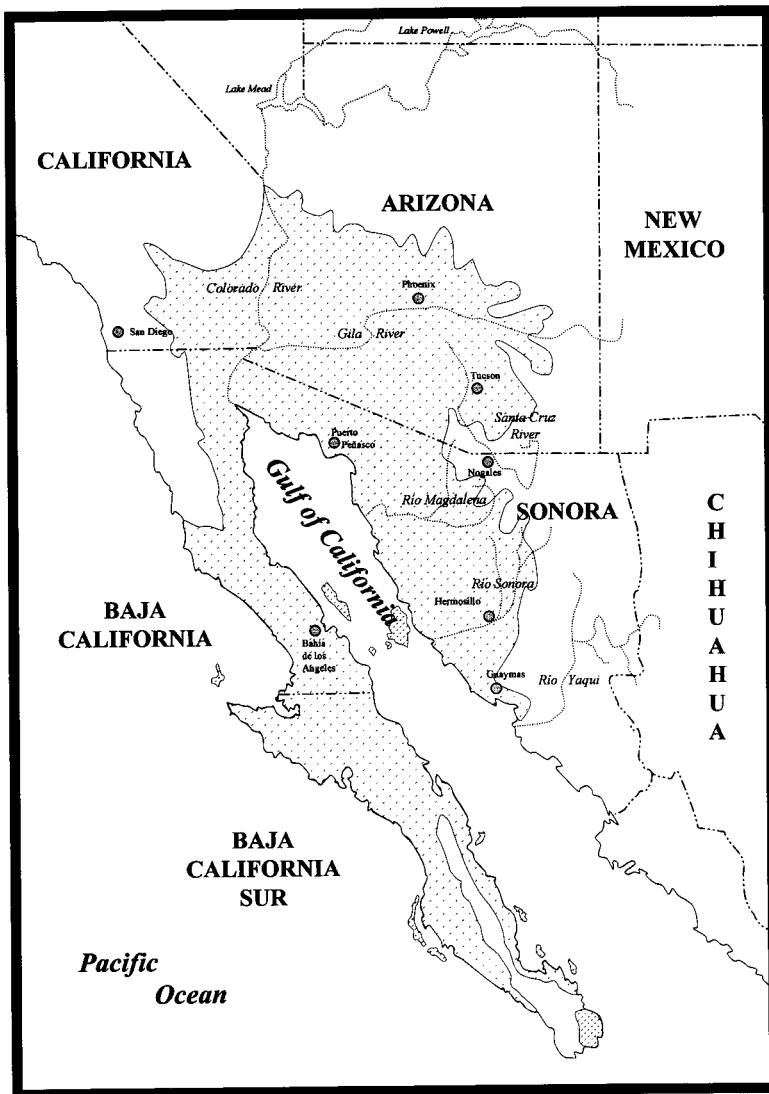 Lake Powell
Lake Mead
CALIFORNIA
ARIZONA
NEW
MEXICO
Colorado River
Phoenix
San Diego
Gila River
Tucson
Santa Cruz
River
Puerto
Peñasco
Nogales
Gulf of California
Río Magdalena
SONORA
CHIHUAHUA
Río Sonora
Hermosillo
BAJA
CALIFORNIA
Bahía
de los
Angeles
Guaymas
Río Yaqui
BAJA
CALIFORNIA
SUR
Pacific
Ocean